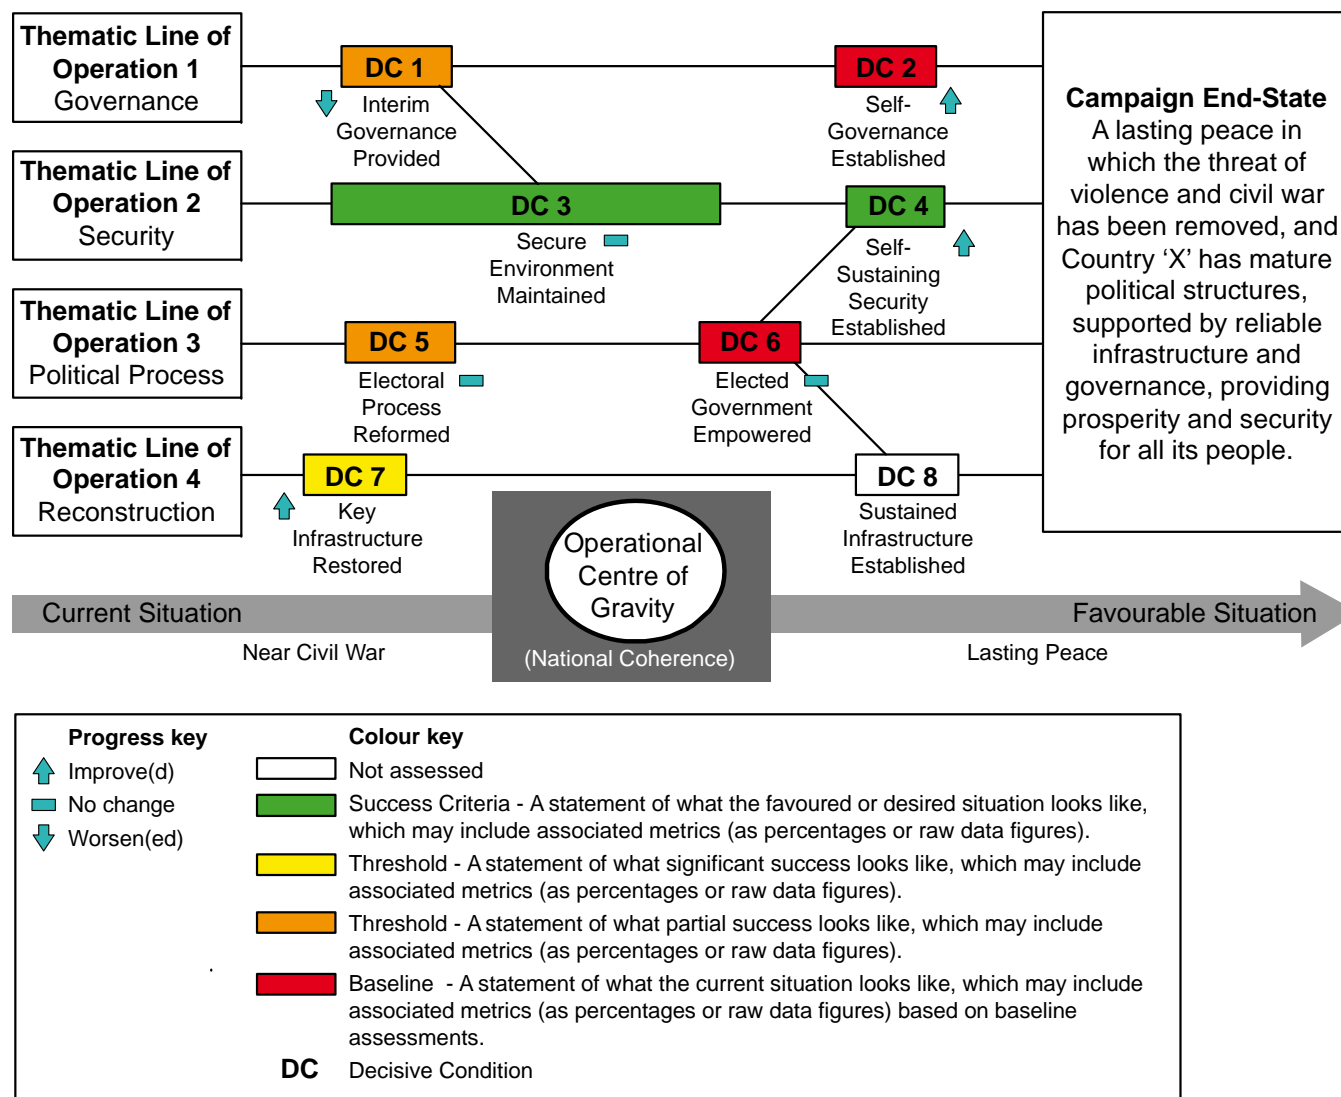 Thematic Line of
Operation 1
Governance
DC 1
Interim
Governance
Provided
DC 2
Self-
Governance
Established
Thematic Line of
Operation 2
Security
DC 3
Secure
Environment
Maintained
DC 4
Self-
Sustaining
Security
Established
Thematic Line of
Operation 3
Political Process
DC 5
Electoral
Process
Reformed
DC 6
Elected
Government
Empowered
Thematic Line of
Operation 4
Reconstruction
DC 7
Key
Infrastructure
Restored
DC 8
Sustained
Infrastructure
Established
Campaign End-State
A lasting peace in
which the threat of
violence and civil war
has been removed, and
Country ‘X’ has mature
political structures,
supported by reliable
infrastructure and
governance, providing
prosperity and security
for all its people.
Operational
Centre of
Gravity
(National Coherence)
Current Situation
Favourable Situation
Near Civil War
Lasting Peace
Progress key
Improve(d)
No change
Worsen(ed)
Colour key
Not assessed
Success Criteria - A statement of what the favoured or desired situation looks like,
which may include associated metrics (as percentages or raw data figures).
Threshold - A statement of what significant success looks like, which may include
associated metrics (as percentages or raw data figures).
Threshold - A statement of what partial success looks like, which may include
associated metrics (as percentages or raw data figures).
Baseline - A statement of what the current situation looks like, which may include
associated metrics (as percentages or raw data figures) based on baseline
assessments.
DC Decisive Condition